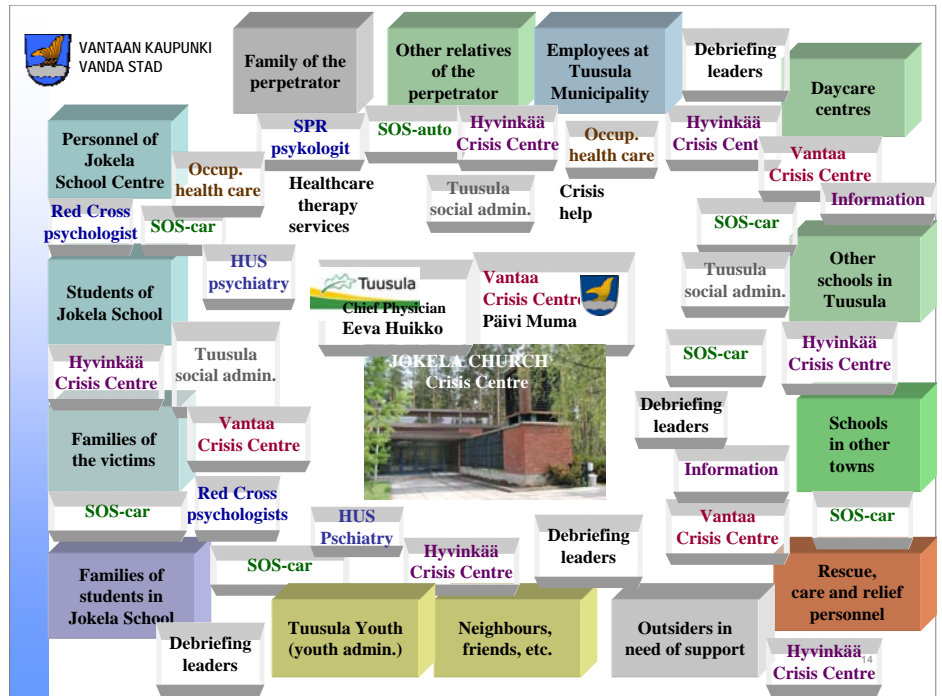 VANTAAN KAUPUNKI
VANDA STAD
Family of the
perpetrator
Other relatives
of the
perpetrator
Employees at
Tuusula
Municipality
Debriefing
leaders
Daycare
centres
Personnel of
Jokela
School Centre
Occup.
health care
SPR
psykologit
SOS-auto
Hyvinkää
Crisis Centre
Occup.
health care
Hyvinkää
Crisis Cent
Vantaa
Crisis Centre
Information
Healthcare
therapy
services
Tuusula
social admin.
Crisis
help
Red Cross
psychologist
SOS-car
SOS-car
HUS
psychiatry
Students of
Jokela School
Tuusula
Chief Physician
Eeva Huikko
Vantaa
Crisis Centre
Päivi Muma
Tuusula
social admin.
Other
schools in
Tuusula
Hyvinkää
Crisis Centre
Tuusula
social admin.
JOKELA CHURCH
Crisis Centre
SOS-car
Hyvinkää
Crisis Centre
Families of
the victims
Vantaa
Crisis Centre
Debriefing
leaders
Schools
in other
towns
Information
SOS-car
Red Cross
psychologists
HUS
Pschiatry
Vantaa
Crisis Centre
SOS-car
Families of
students in
Jokela School
SOS-car
Hyvinkää
Crisis Centre
Debriefing
leaders
Rescue,
care and relief
personnel
Debriefing
leaders
Tuusula Youth
(youth admin.)
Neighbours,
friends, etc.
Outsiders in
need of support
Hyvinkää
Crisis Centre
14